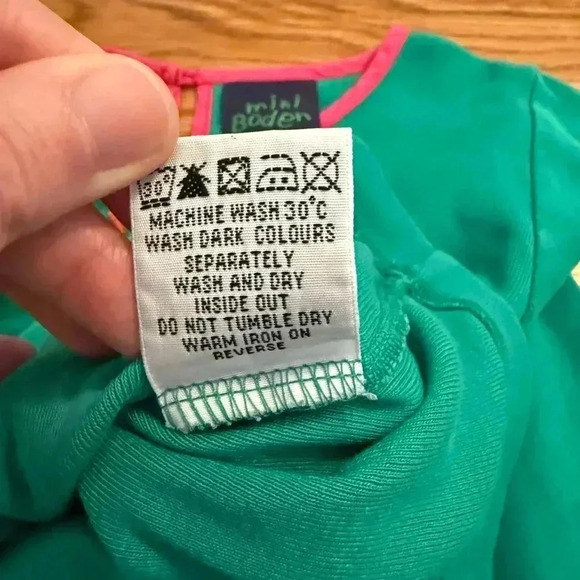 mini
Boden
30°
MACHINE WASH 30°C
WASH DARK COLOURS
SEPARATELY
WASH AND DRY
INSIDE OUT
DO NOT TUMBLE DRY
WARM IRON ON
REVERSE